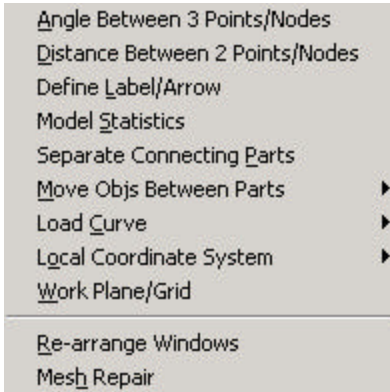 Angle Between 3 Points/Nodes
Distance Between 2 Points/Nodes
Define Label/Arrow
Model Statistics
Separate Connecting Parts
Move Objs Between Parts
Load Curve
Local Coordinate System
Work Plane/Grid
Re-arrange Windows
Mesh Repair